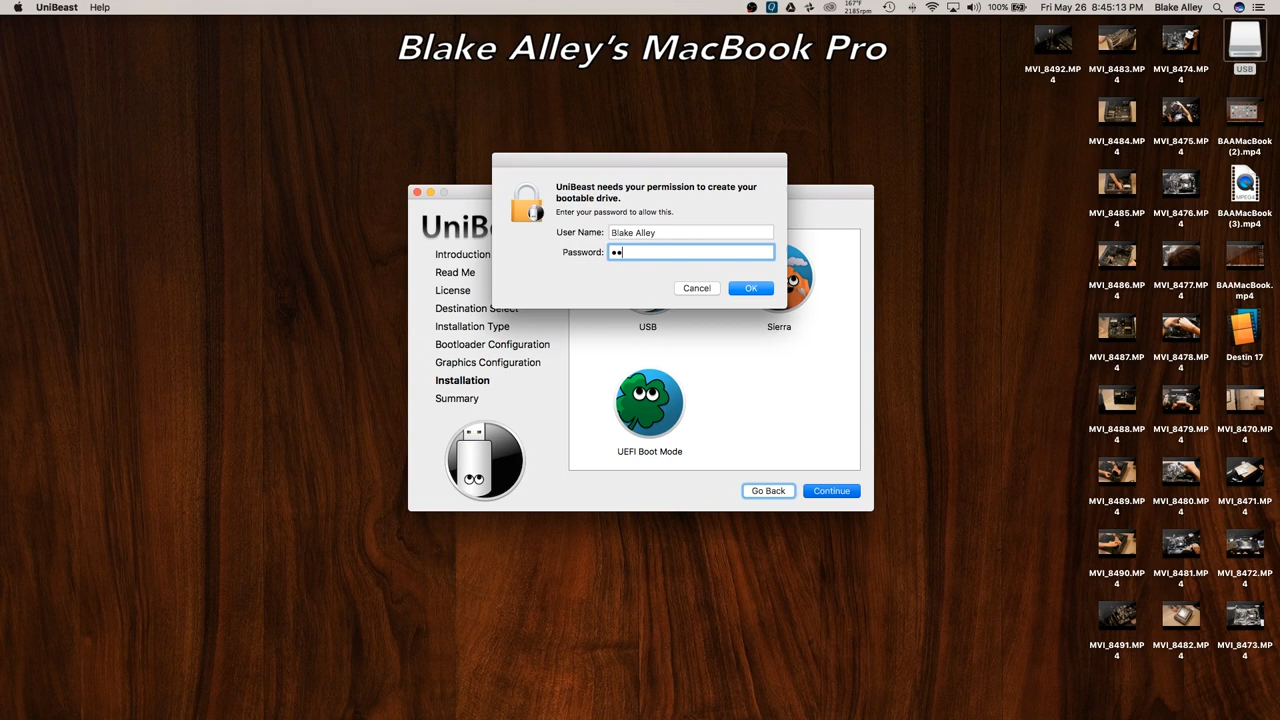 UniBeast Help
167°F
2185rpm
100% Fri May 26 8:45:13 PM Blake Alley
Blake Alley's MacBook Pro
UniBeast needs your permission to create your
bootable drive.
Enter your password to allow this.
User Name: Blake Alley
Password: ●●
Cancel OK
UniB
Introduction
Read Me
License
Destination Select
Installation Type
Bootloader Configuration
Graphics Configuration
Installation
Summary
USB
Sierra
UEFI Boot Mode
Go Back Continue
MVI_8492.MP
4
MVI_8483.MP
4
MVI_8474.MP
4
USB
MVI_8484.MP
4
MVI_8475.MP
4
BAAMacBook
(2).mp4
MVI_8485.MP
4
MVI_8476.MP
4
MPEG4
BAAMacBook
(3).mp4
MVI_8486.MP
4
MVI_8477.MP
4
BAAMacBook.
mp4
MVI_8487.MP
4
MVI_8478.MP
4
Destin 17
MVI_8488.MP
4
MVI_8479.MP
4
MVI_8470.MP
4
MVI_8489.MP
4
MVI_8480.MP
4
MVI_8471.MP
4
MVI_8490.MP
4
MVI_8481.MP
4
MVI_8472.MP
4
MVI_8491.MP
4
MVI_8482.MP
4
MVI_8473.MP
4